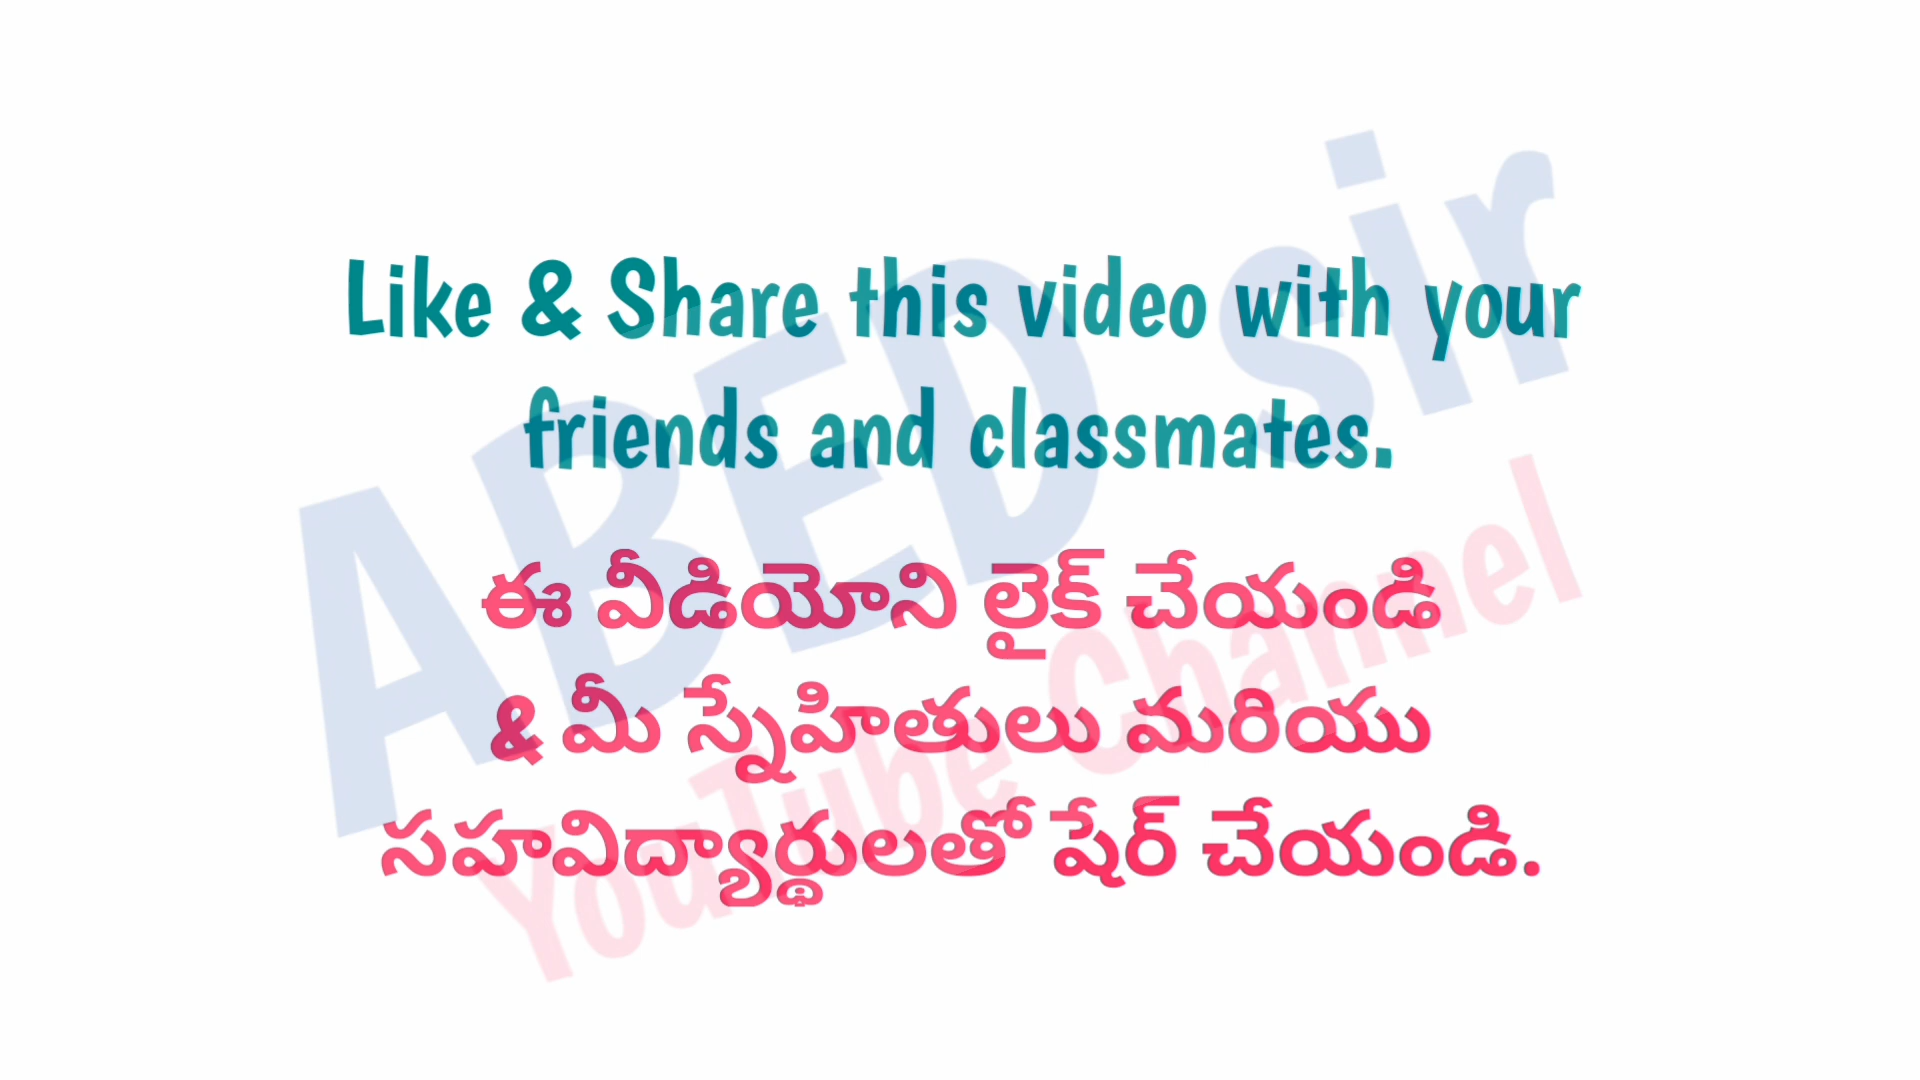 Like & Share this video with your
friends and classmates.
ఈ వీడియోని లైక్ చేయండి
& మీ స్నేహితులు మరియు
సహవిద్యార్థులతో షేర్ చేయండి.
ABED sir
YouTube Channel